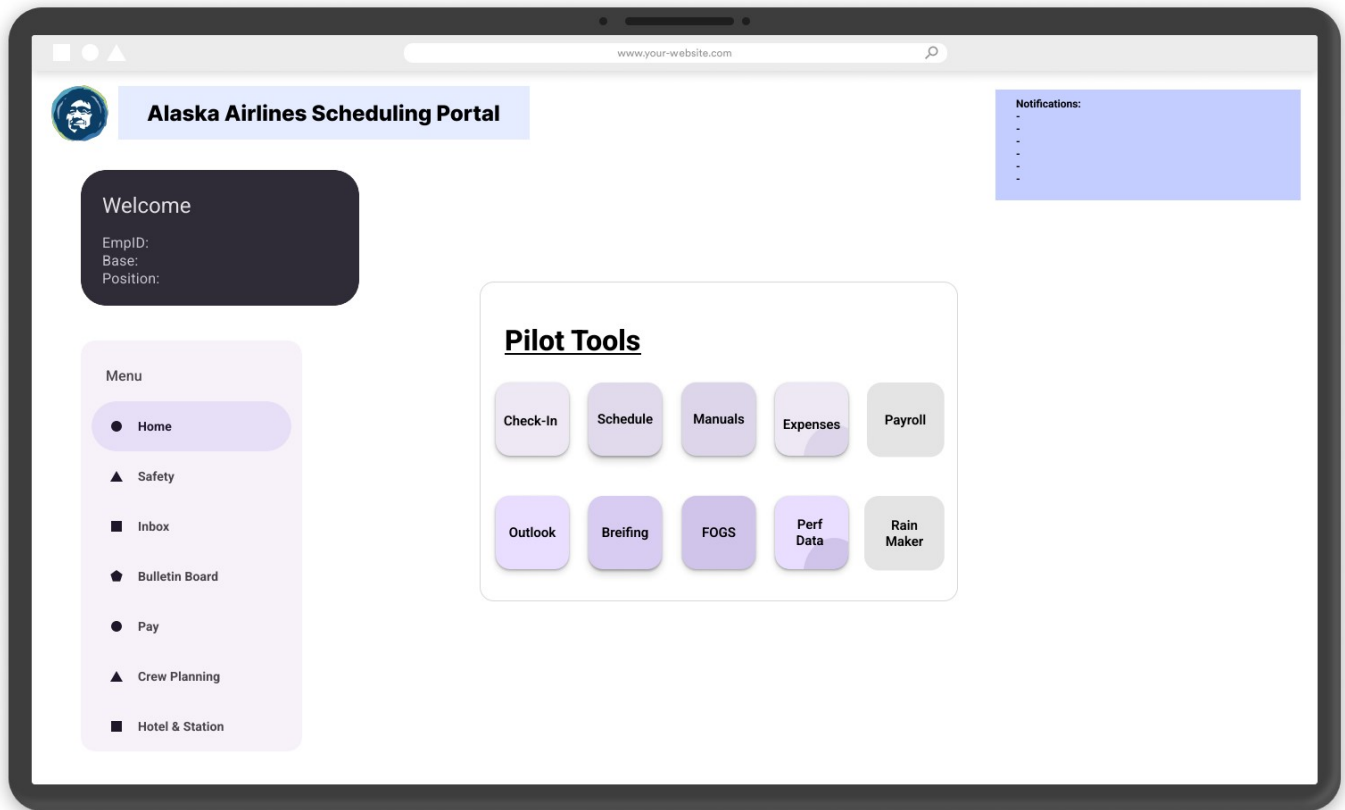 www.your-website.com
Alaska Airlines Scheduling Portal
Notifications:
-
-
-
-
-
-
Welcome
EmpID:
Base:
Position:
Menu
Home
Safety
Inbox
Bulletin Board
Pay
Crew Planning
Hotel & Station
Pilot Tools
Check-In
Schedule
Manuals
Expenses
Payroll
Outlook
Breifing
FOGS
Perf
Data
Rain
Maker